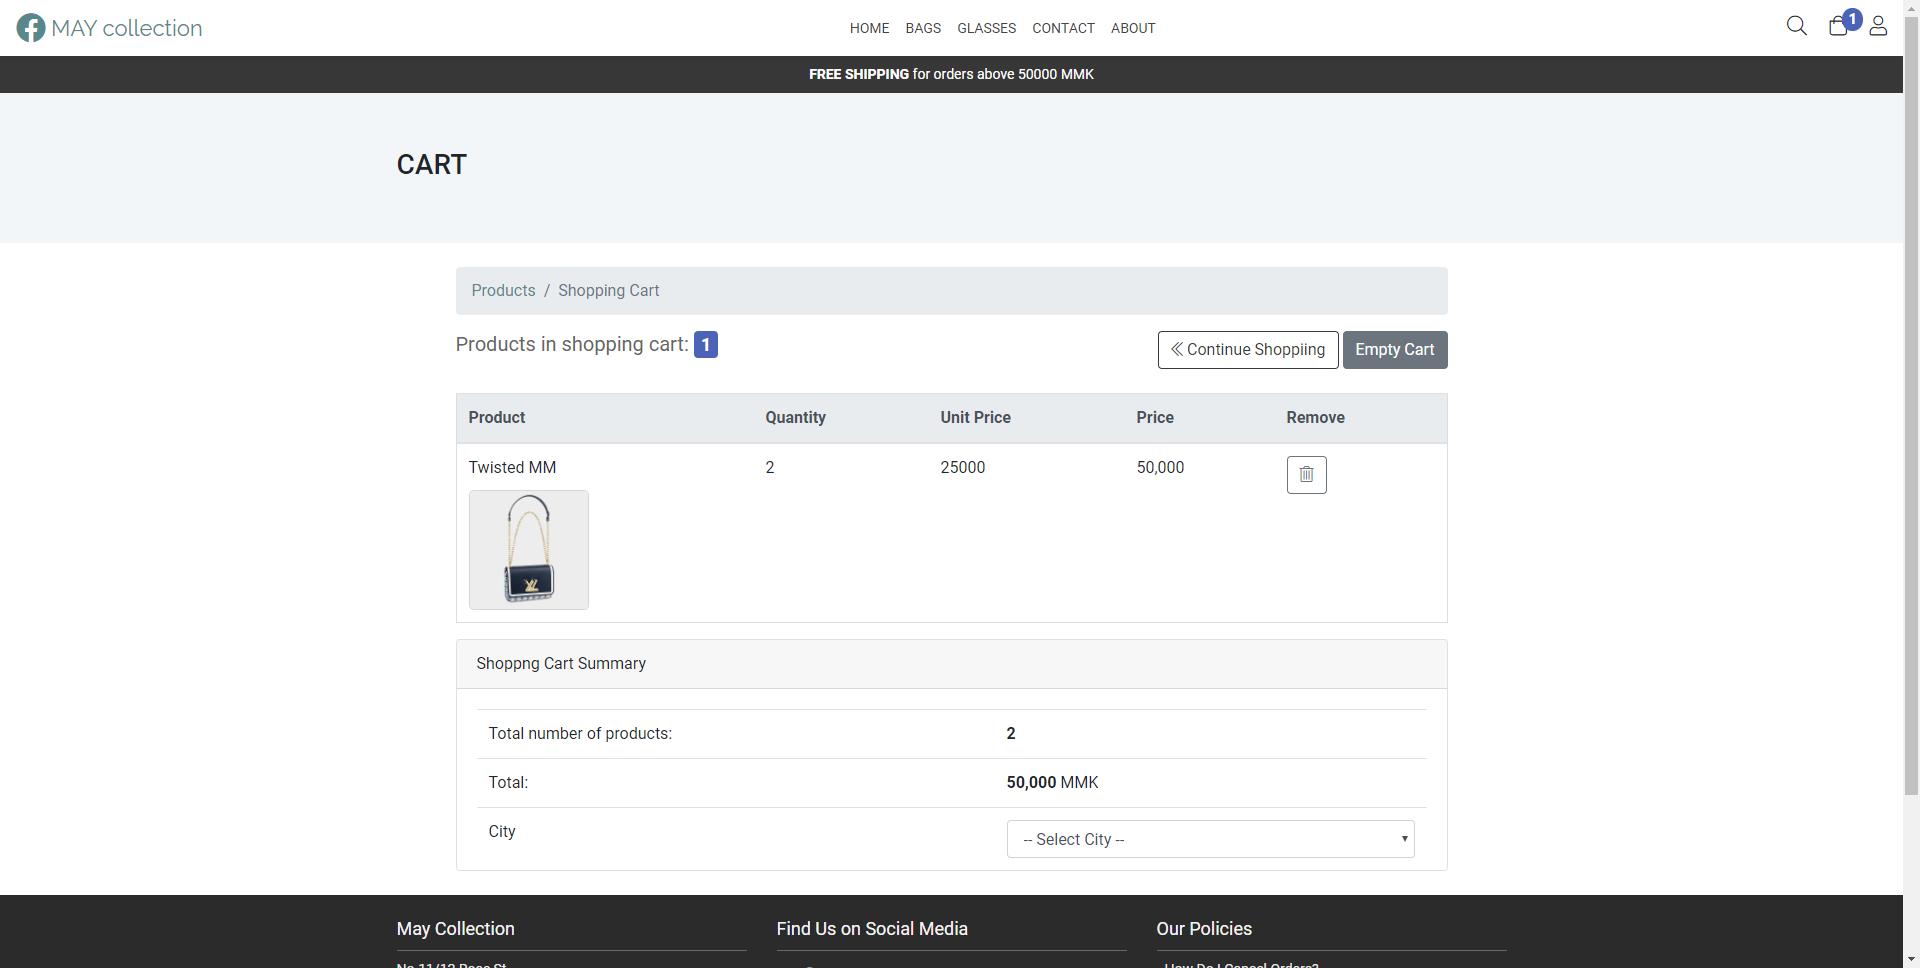 MAY collection
HOME BAGS GLASSES CONTACT ABOUT
1
FREE SHIPPING for orders above 50000 MMK
CART
Products / Shopping Cart
Products in shopping cart: 1
Continue Shoppiing
Empty Cart
Product Quantity Unit Price Price Remove
Twisted MM 2 25000 50,000
Shoppng Cart Summary
Total number of products: 2
Total: 50,000 MMK
City -- Select City --
May Collection Find Us on Social Media Our Policies